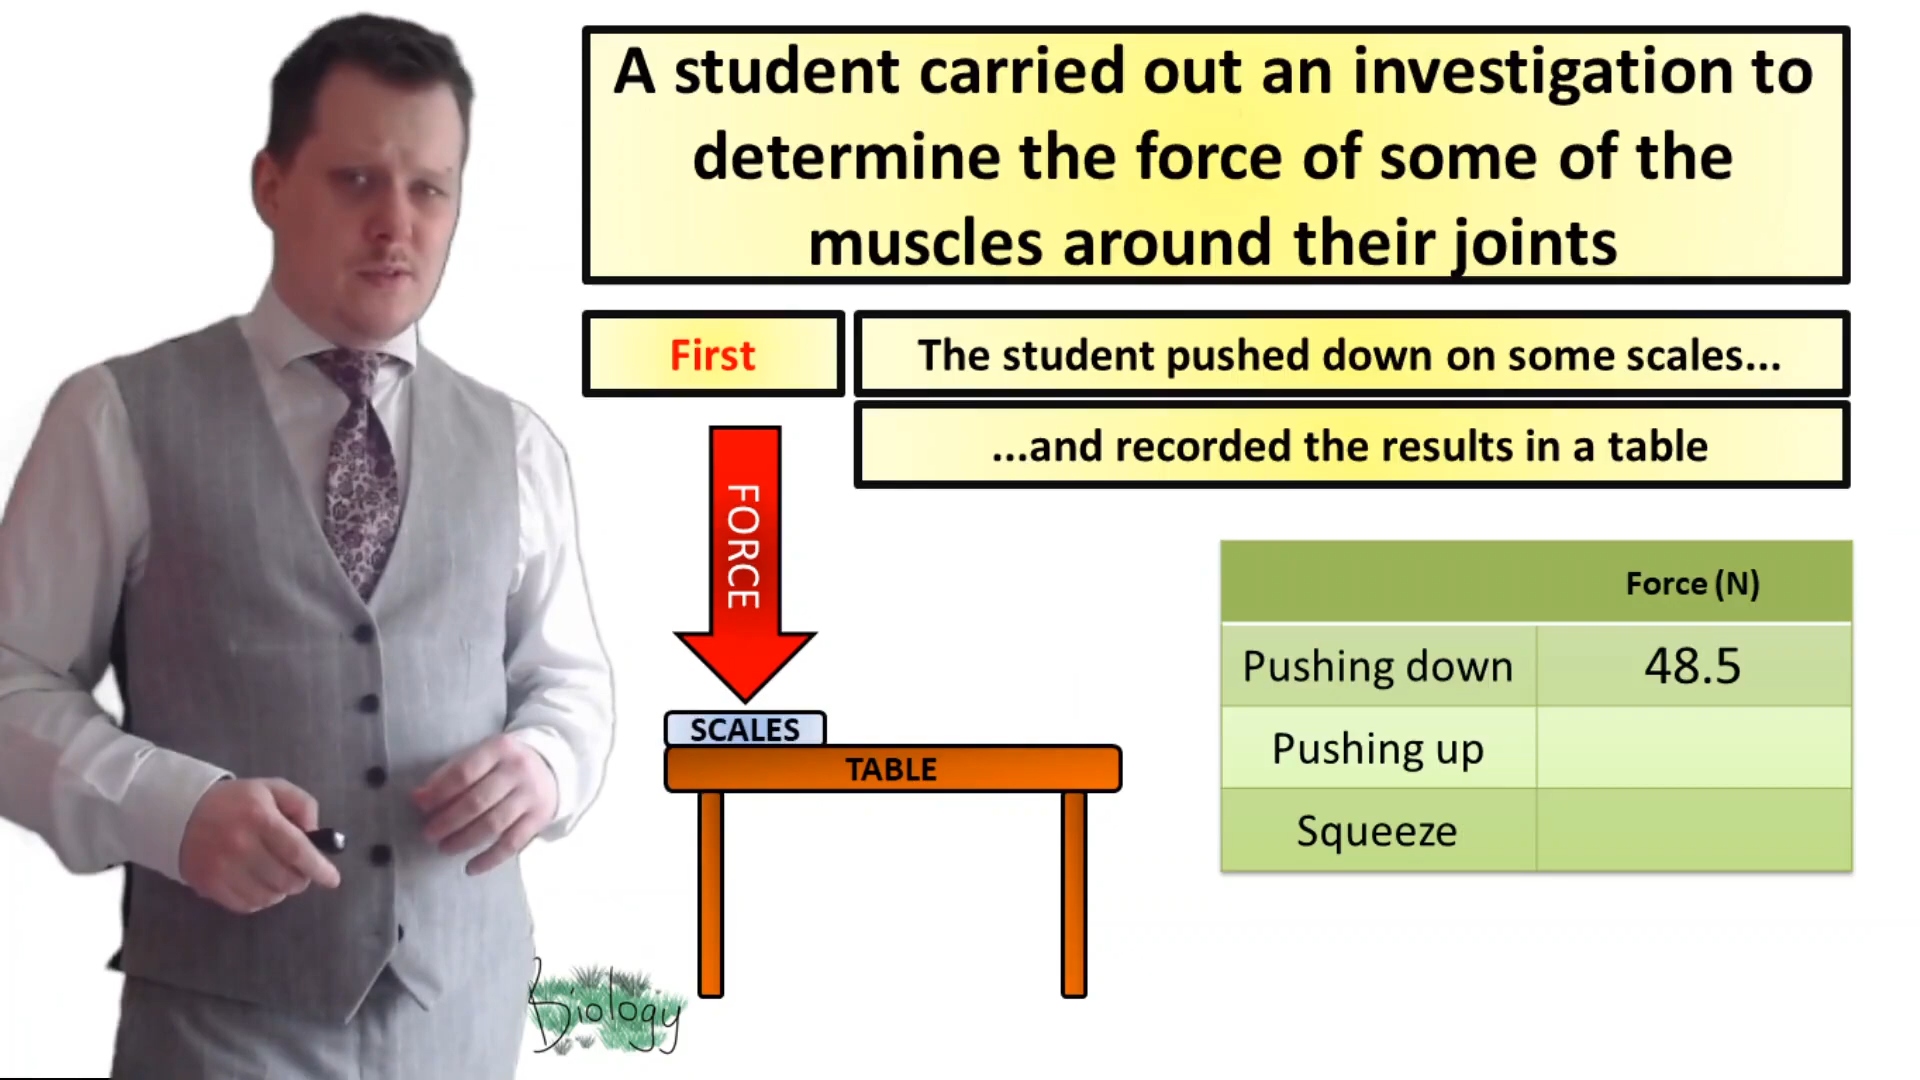 A student carried out an investigation to
determine the force of some of the
muscles around their joints
First
The student pushed down on some scales...
...and recorded the results in a table
FORCE
SCALES
TABLE
Force (N)
Pushing down 48.5
Pushing up
Squeeze
Biology